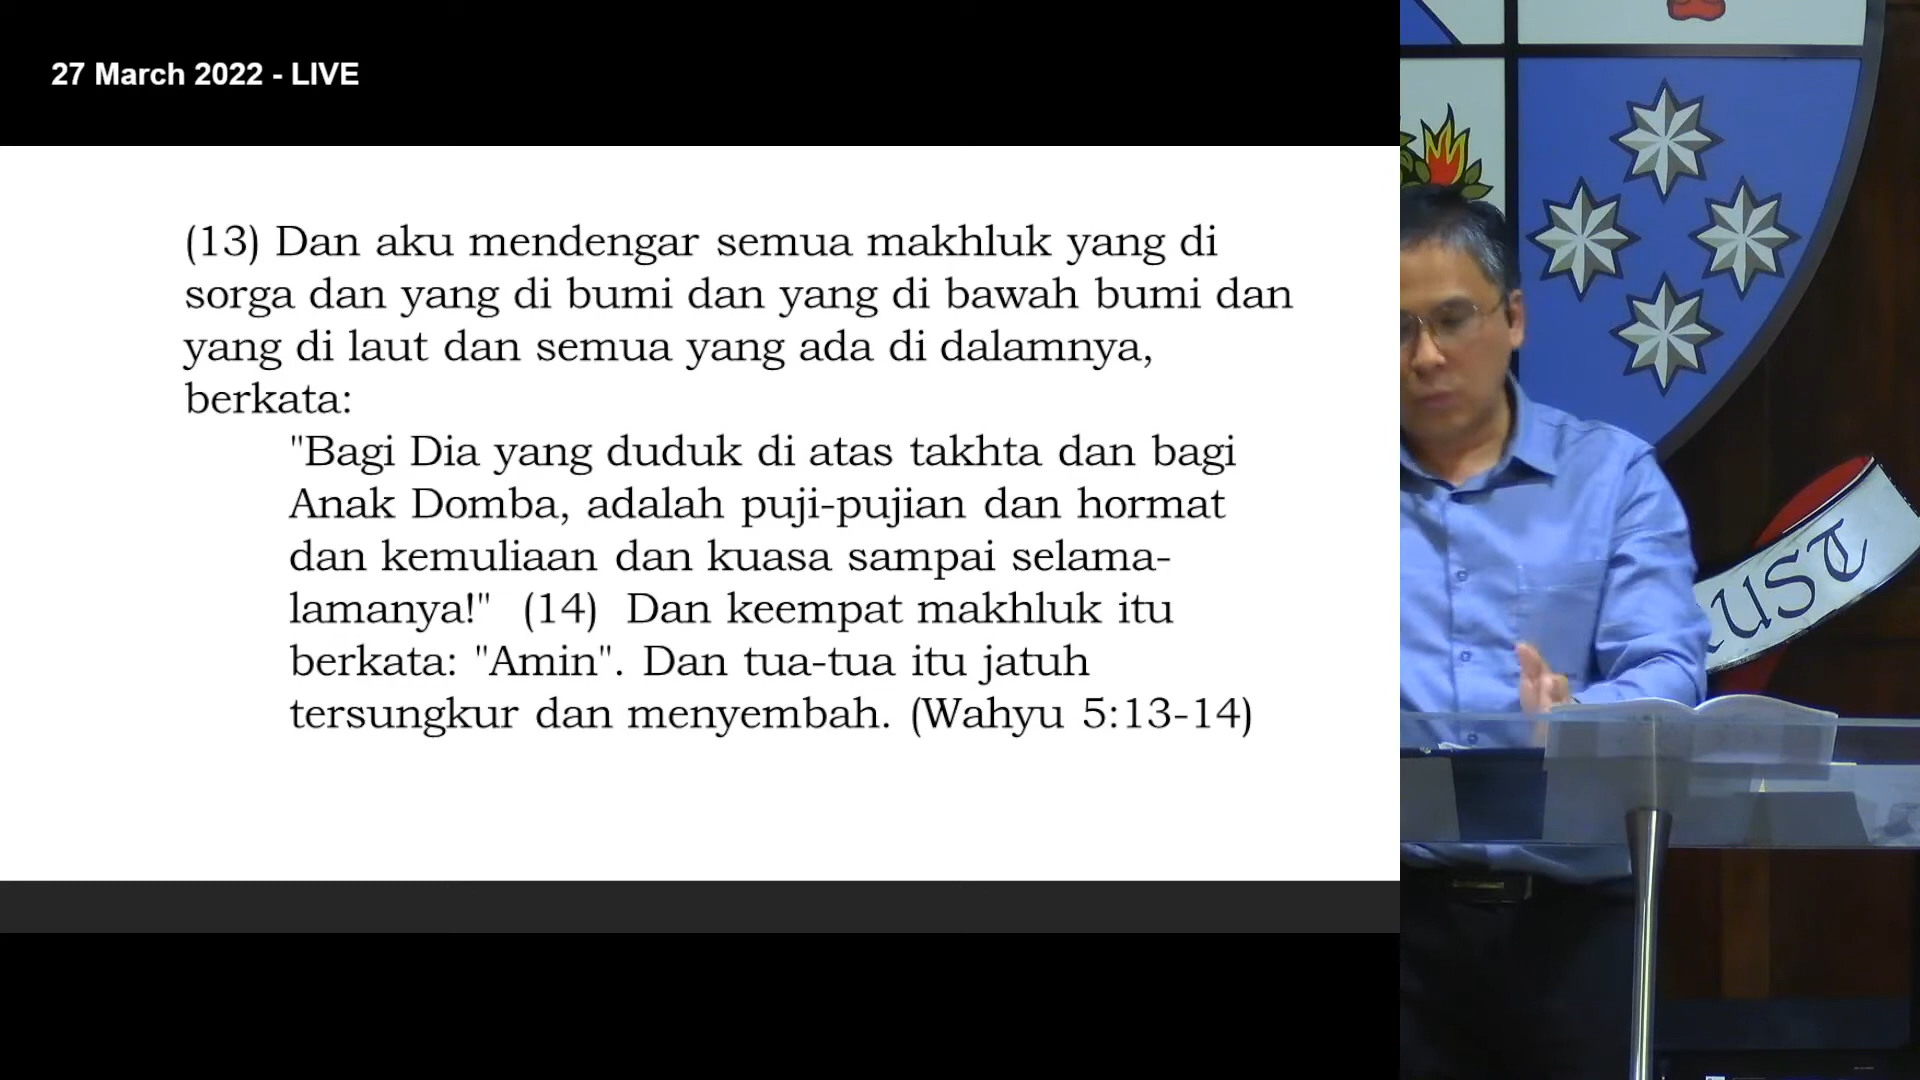 27 March 2022 - LIVE
(13) Dan aku mendengar semua makhluk yang di
sorga dan yang di bumi dan yang di bawah bumi dan
yang di laut dan semua yang ada di dalamnya,
berkata:
"Bagi Dia yang duduk di atas takhta dan bagi
Anak Domba, adalah puji-pujian dan hormat
dan kemuliaan dan kuasa sampai selama-
lamanya!" (14) Dan keempat makhluk itu
berkata: "Amin". Dan tua-tua itu jatuh
tersungkur dan menyembah. (Wahyu 5:13-14)